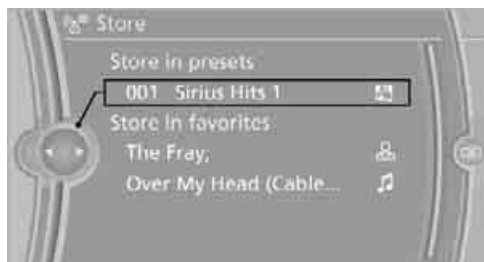 Store
Store in presets
001 Sirius Hits 1
Store in favorites
The Fray;
Over My Head (Cable...